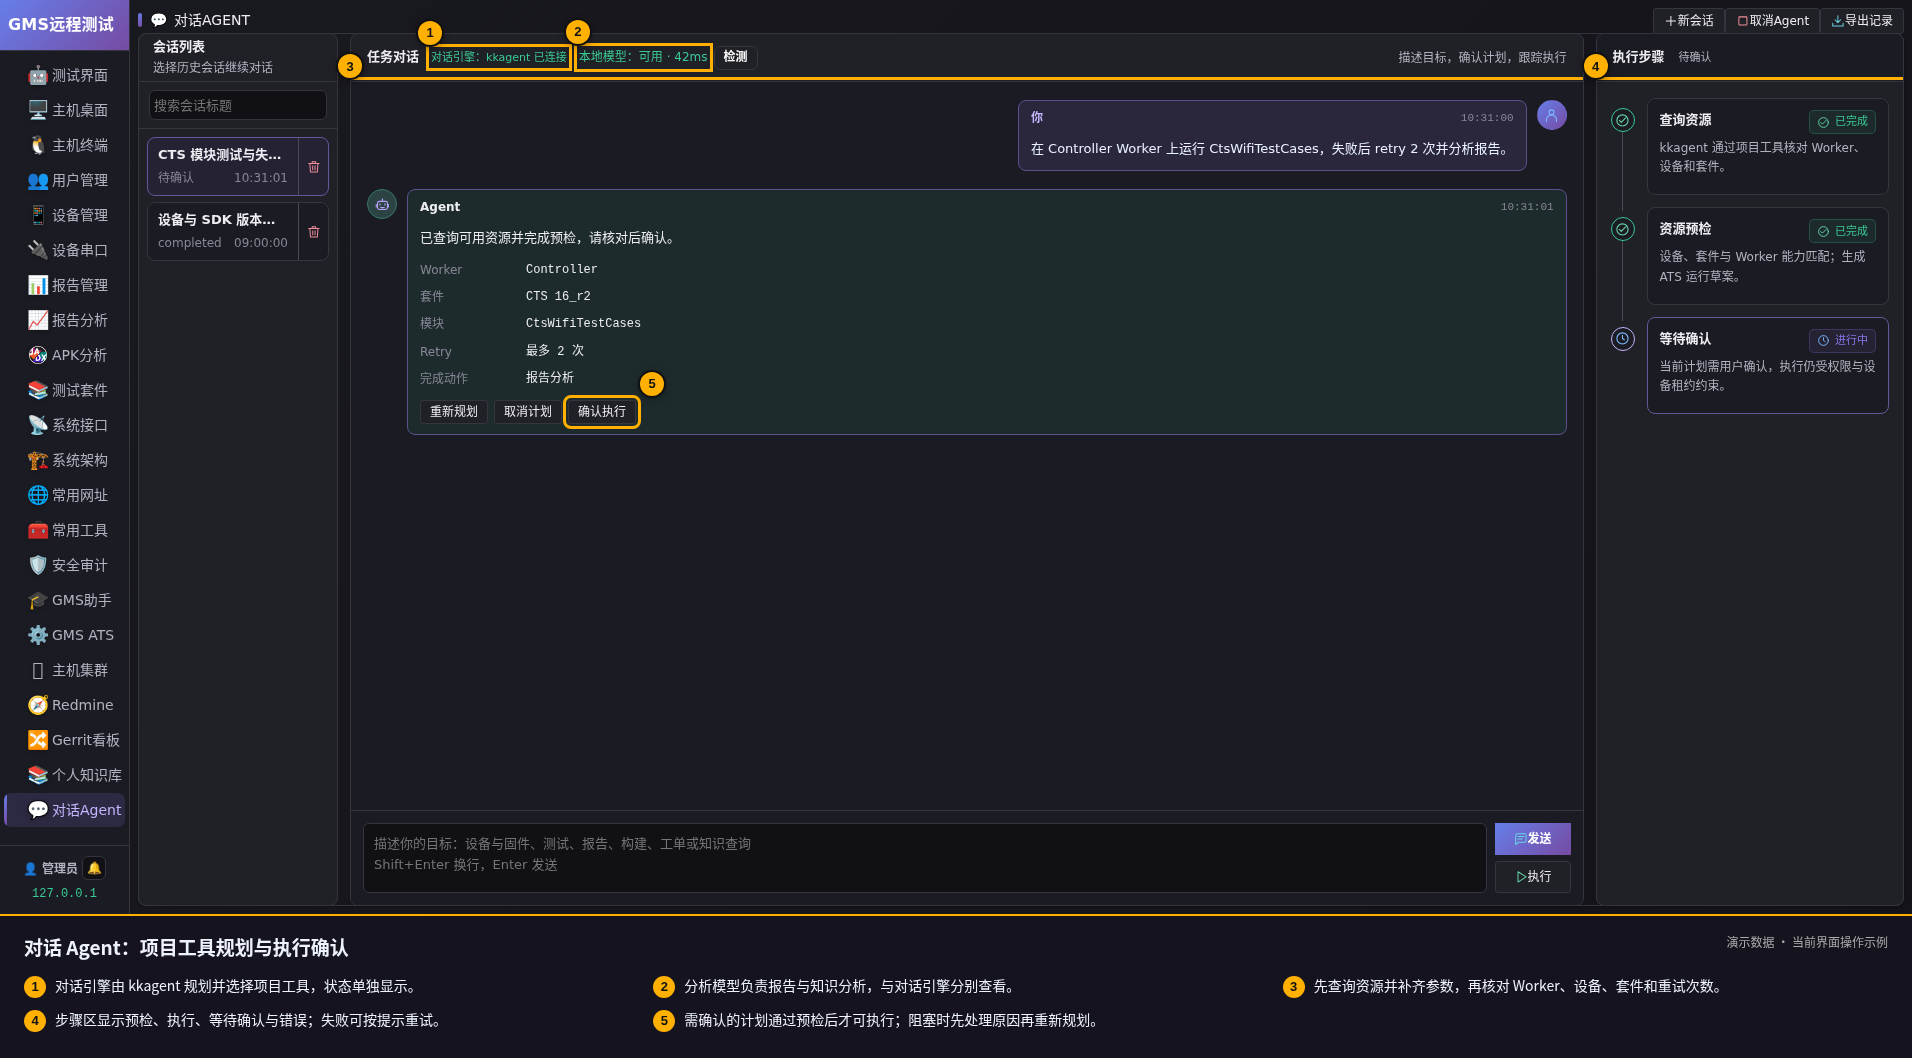 GMS远程测试
测试界面
主机桌面
主机终端
用户管理
设备管理
设备串口
报告管理
报告分析
APK分析
测试套件
系统接口
系统架构
常用网址
常用工具
安全审计
GMS助手
GMS ATS
主机集群
Redmine
Gerrit看板
个人知识库
对话Agent
管理员
127.0.0.1
对话AGENT
新会话
取消Agent
导出记录
会话列表
选择历史会话继续对话
搜索会话标题
CTS 模块测试与失...
待确认 10:31:01
设备与 SDK 版本...
completed 09:00:00
1
2
3
任务对话 对话引擎：kkagent 已连接 本地模型：可用 · 42ms 检测
描述目标，确认计划，跟踪执行
你 10:31:00
在 Controller Worker 上运行 CtsWifiTestCases，失败后 retry 2 次并分析报告。
Agent 10:31:01
已查询可用资源并完成预检，请核对后确认。
Worker Controller
套件 CTS 16_r2
模块 CtsWifiTestCases
Retry 最多 2 次
完成动作 报告分析
5
重新规划 取消计划 确认执行
描述你的目标：设备与固件、测试、报告、构建、工单或知识查询
Shift+Enter 换行，Enter 发送
发送
执行
4
执行步骤 待确认
查询资源 已完成
kkagent 通过项目工具核对 Worker、
设备和套件。
资源预检 已完成
设备、套件与 Worker 能力匹配；生成
ATS 运行草案。
等待确认 进行中
当前计划需用户确认，执行仍受权限与设
备租约约束。
对话 Agent：项目工具规划与执行确认
演示数据 · 当前界面操作示例
1 对话引擎由 kkagent 规划并选择项目工具，状态单独显示。
2 分析模型负责报告与知识分析，与对话引擎分别查看。
3 先查询资源并补齐参数，再核对 Worker、设备、套件和重试次数。
4 步骤区显示预检、执行、等待确认与错误；失败可按提示重试。
5 需确认的计划通过预检后才可执行；阻塞时先处理原因再重新规划。